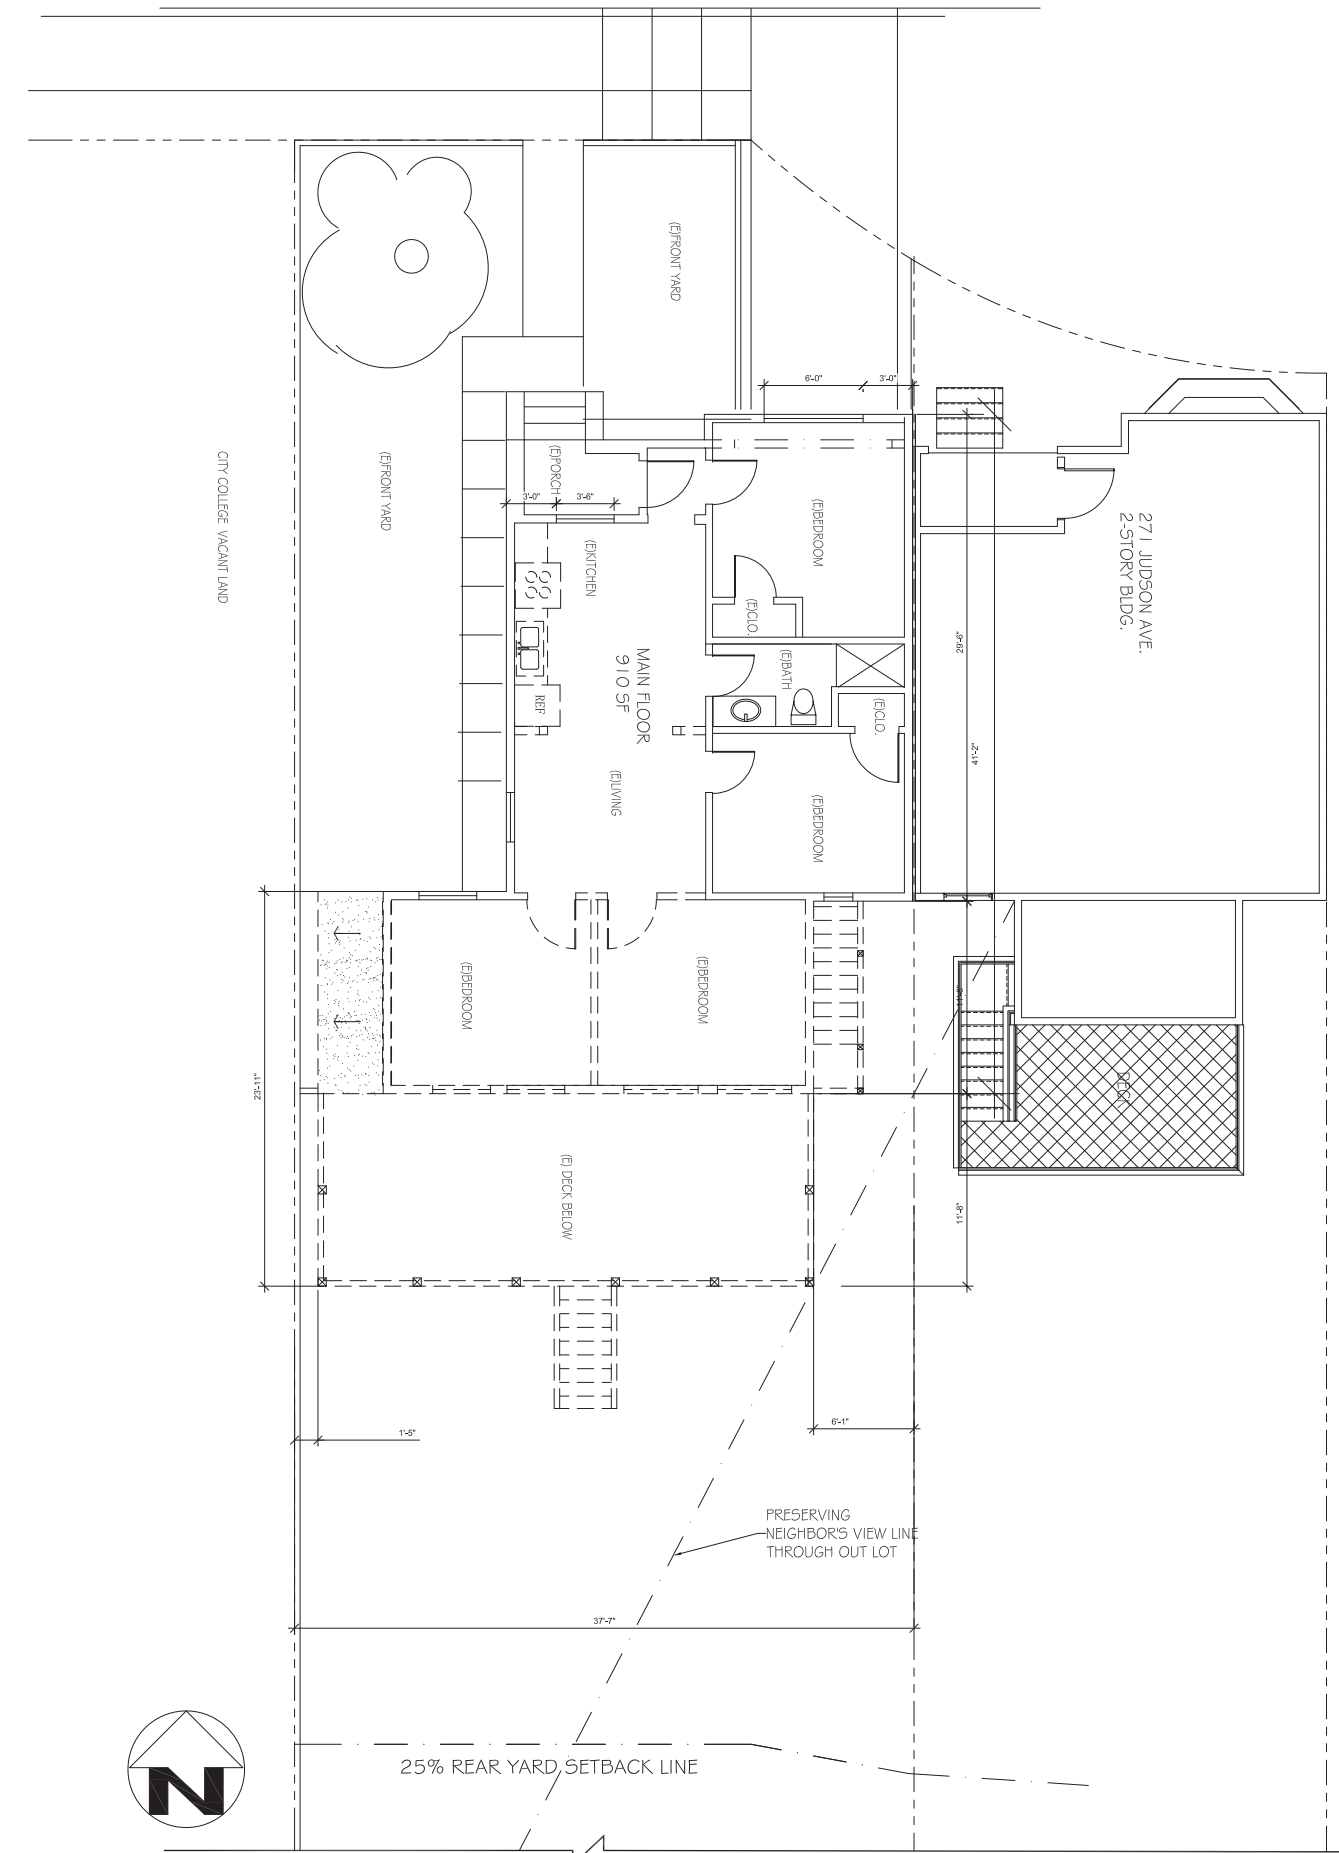 (E)FRONT YARD
6'-0"
3'-0"
CITY COLLEGE VACANT LAND
(E)FRONT YARD
(E)PORCH
3'-0"
3'-6"
(E)BEDROOM
271 JUDSON AVE.
2-STORY BLDG.
(E)KITCHEN
(E)CLO.
29'-6"
MAIN FLOOR
910 SF
(E)BATH
REF
(E)CLO.
41'-2"
(E)LIVING
(E)BEDROOM
(E)BEDROOM
(E)BEDROOM
DECK
23'-11"
(E) DECK BELOW
11'-8"
6'-1"
1'-5"
PRESERVING
NEIGHBOR'S VIEW LINE
THROUGH OUT LOT
37'-7"
25% REAR YARD SETBACK LINE
N